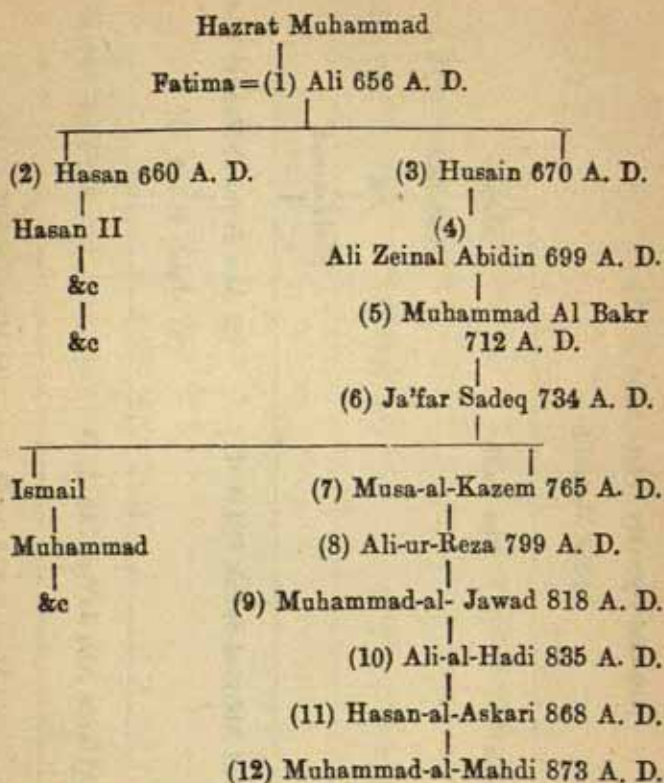 Hazrat Muhammad
Fatima=(1) Ali 656 A. D.
(2) Hasan 660 A. D. (3) Husain 670 A. D.
Hasan II (4)
Ali Zeinal Abidin 699 A. D.
&c (5) Muhammad Al Bakr
&c 712 A. D.
(6) Ja'far Sadeq 734 A. D.
Ismail (7) Musa-al-Kazem 765 A. D.
Muhammad (8) Ali-ur-Reza 799 A. D.
&c (9) Muhammad-al- Jawad 818 A. D.
(10) Ali-al-Hadi 835 A. D.
(11) Hasan-al-Askari 868 A. D.
(12) Muhammad-al-Mahdi 873 A. D.